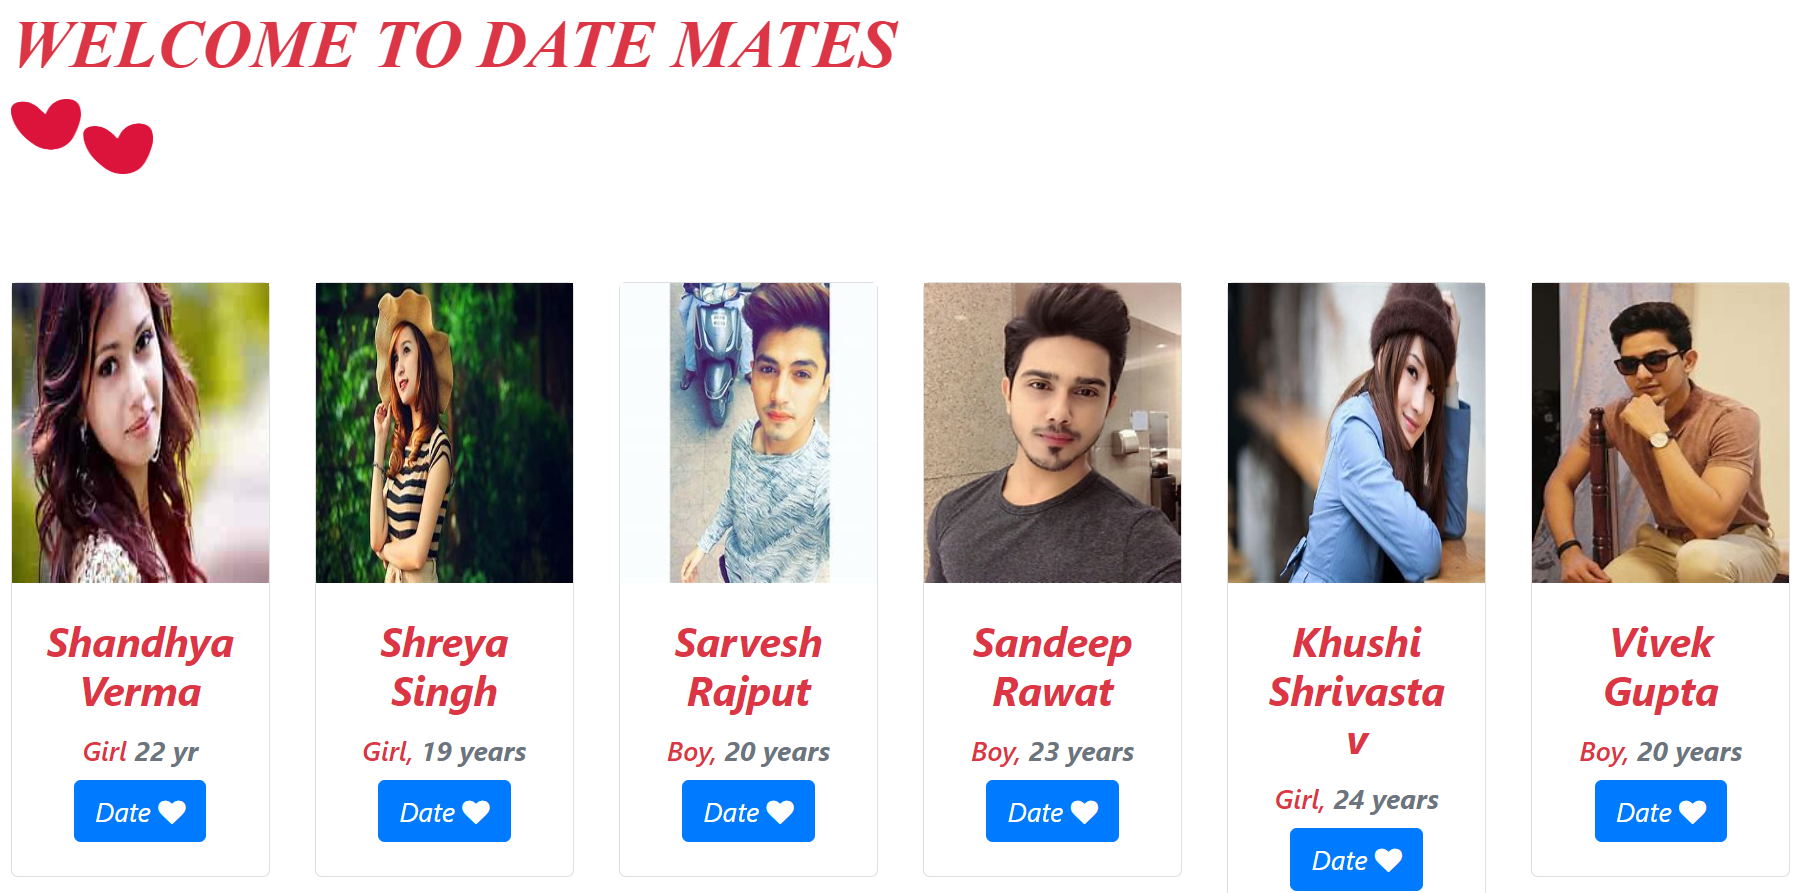 WELCOME TO DATE MATES
Shandhya
Verma
Girl 22 yr
Date
Shreya
Singh
Girl, 19 years
Date
Sarvesh
Rajput
Boy, 20 years
Date
Sandeep
Rawat
Boy, 23 years
Date
Khushi
Shrivasta
v
Girl, 24 years
Date
Vivek
Gupta
Boy, 20 years
Date